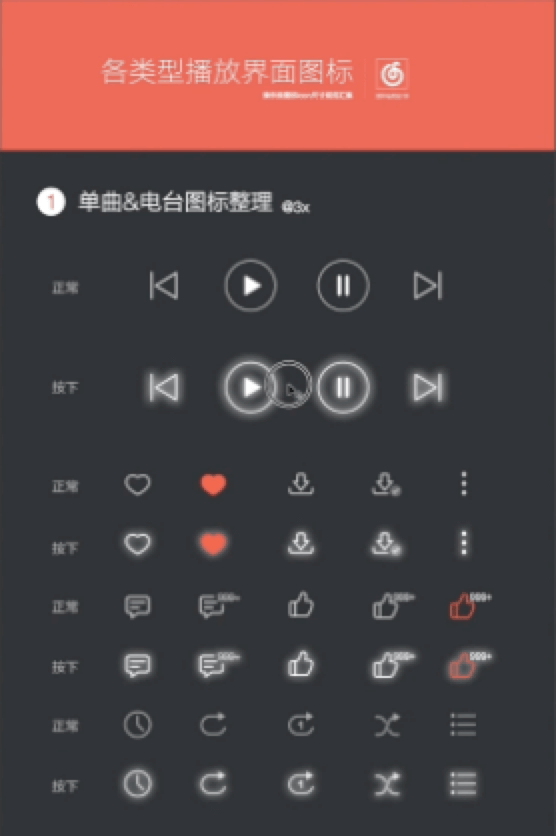 各类型播放界面图标
1 单曲&电台图标整理 @3x
正常
按下
正常
按下
正常 999+ 999+ 999+
按下 999+ 999+ 999+
正常 1
按下 1